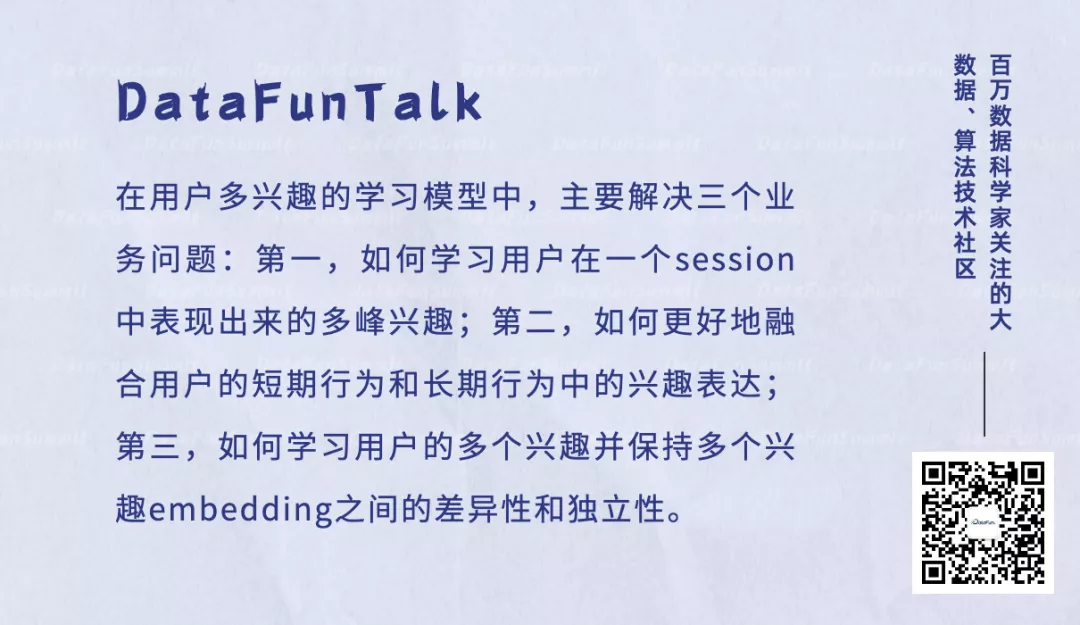 DataFunTalk
在用户多兴趣的学习模型中，主要解决三个业
务问题：第一，如何学习用户在一个session
中表现出来的多峰兴趣；第二，如何更好地融
合用户的短期行为和长期行为中的兴趣表达；
第三，如何学习用户的多个兴趣并保持多个兴
趣embedding之间的差异性和独立性。
百万数据科学家关注的大
数据、算法技术社区